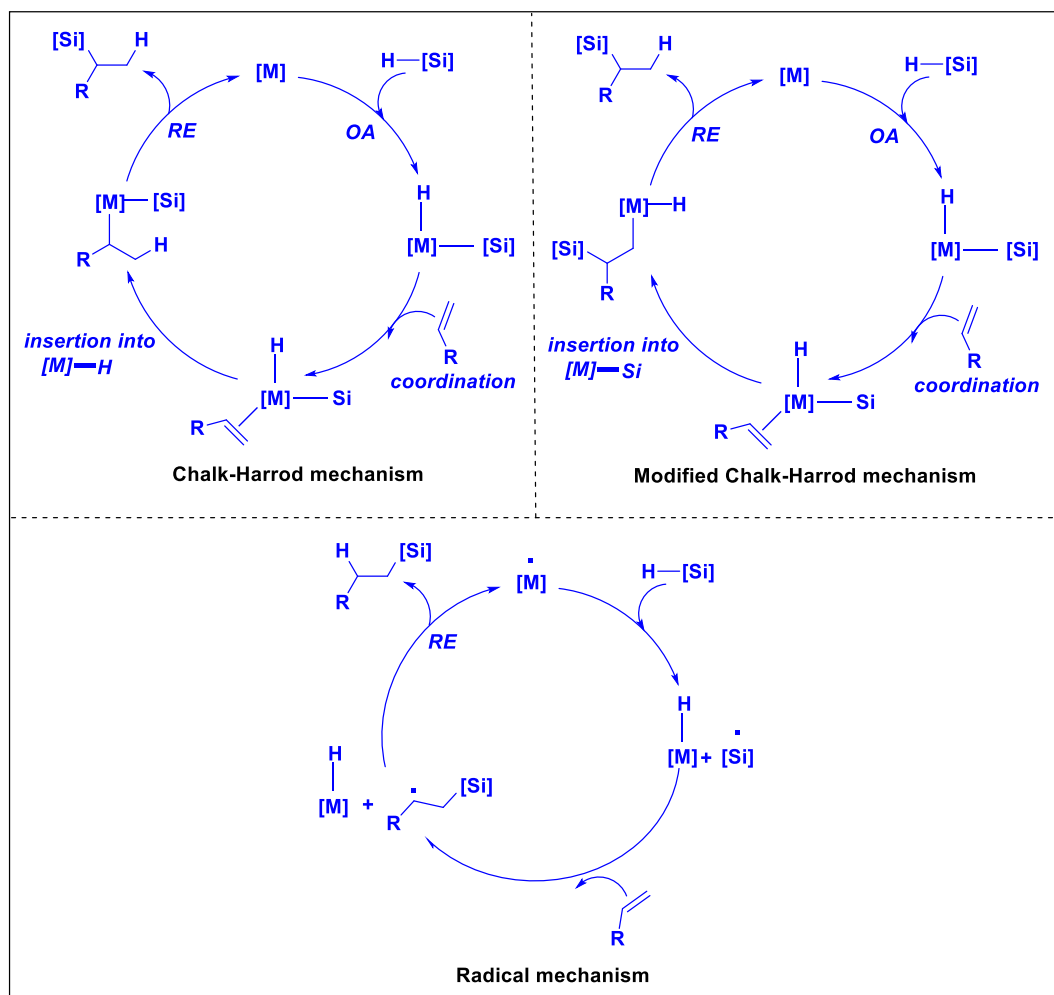 [Si]
H
R
[M]
H—[Si]
RE
OA
[M]—[Si]
R
H
H
[M]—[Si]
insertion into
[M]—H
R
coordination
H
[M]—Si
R
Chalk-Harrod mechanism
[Si]
H
R
[M]
H—[Si]
RE
OA
[M]—H
[Si]
R
H
[M]—[Si]
insertion into
[M]—Si
R
coordination
H
[M]—Si
R
Modified Chalk-Harrod mechanism
H
[Si]
R
[M]
H—[Si]
RE
H
[M] + [Si]
H
[M] +
[Si]
R
R
Radical mechanism